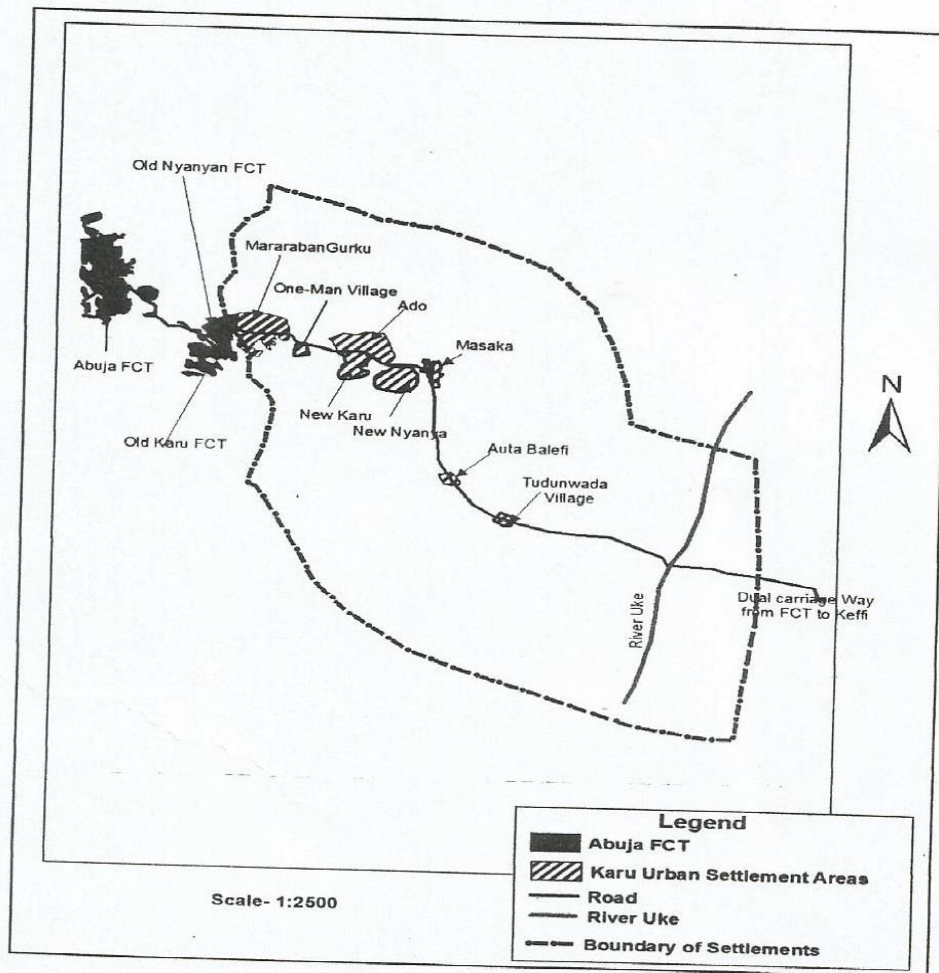 Old Nyanyan FCT
MararabanGurku
One-Man Village
Ado
Masaka
Abuja FCT
New Karu
New Nyanya
Old Karu FCT
Auta Balefi
Tudunwada
Village
N
River Uke
Dual carriage Way
from FCT to Keffi
Legend
Abuja FCT
Karu Urban Settlement Areas
Road
River Uke
Boundary of Settlements
Scale- 1:2500